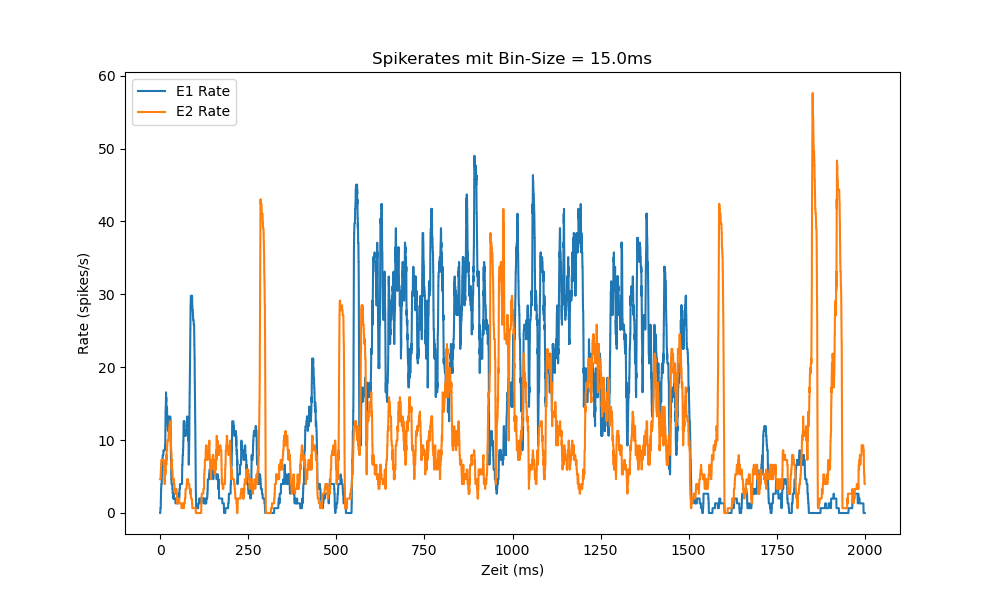 Spikerates mit Bin-Size = 15.0ms
E1 Rate
E2 Rate
60
50
40
30
20
10
0
Rate (spikes/s)
0 250 500 750 1000 1250 1500 1750 2000
Zeit (ms)